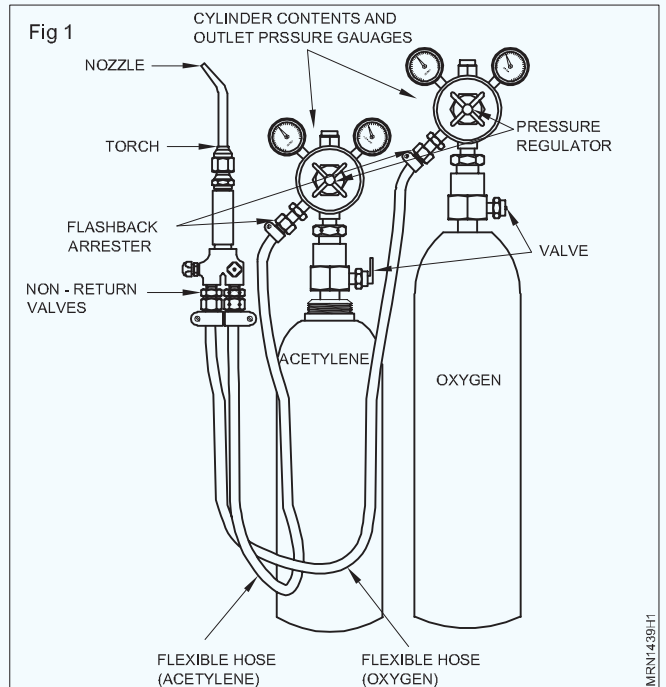 Fig 1
CYLINDER CONTENTS AND
OUTLET PRSSURE GAUAGES
NOZZLE
TORCH
PRESSURE
REGULATOR
FLASHBACK
ARRESTER
VALVE
NON - RETURN
VALVES
ACETYLENE
OXYGEN
FLEXIBLE HOSE
(ACETYLENE)
FLEXIBLE HOSE
(OXYGEN)
MRN1439H1